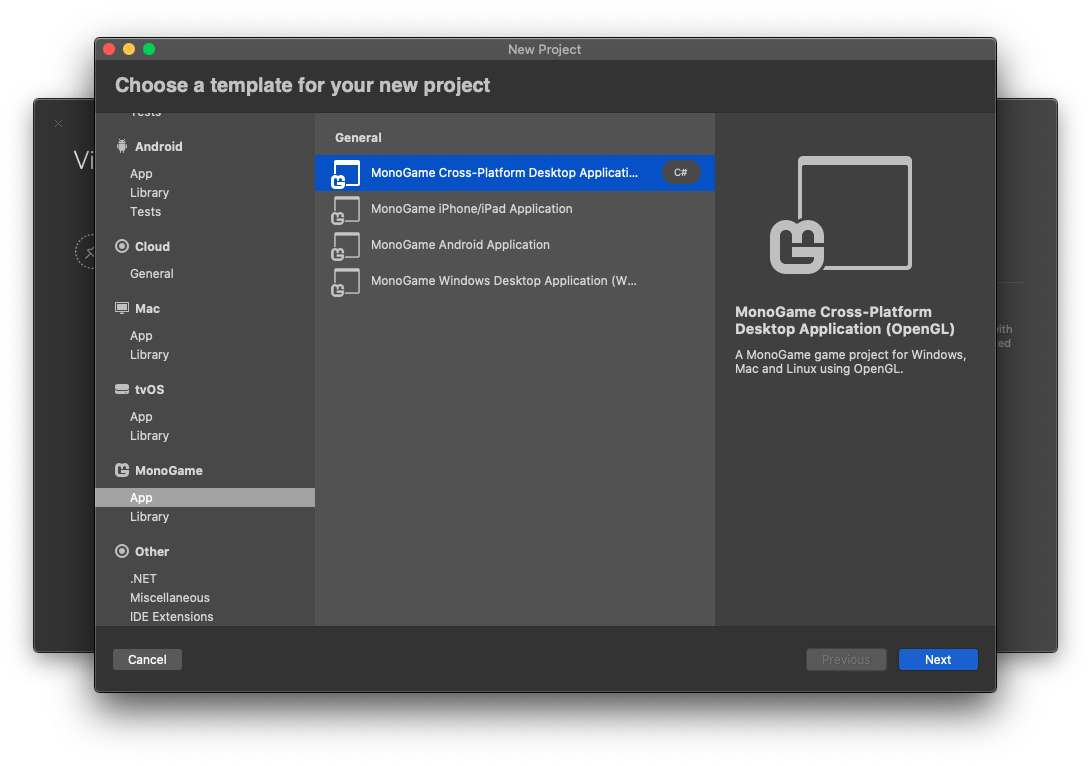 New Project
Choose a template for your new project
Tests
Android
App
Library
Tests
Cloud
General
Mac
App
Library
tvOS
App
Library
MonoGame
App
Library
Other
.NET
Miscellaneous
IDE Extensions
General
MonoGame Cross-Platform Desktop Applicati... C#
MonoGame iPhone/iPad Application
MonoGame Android Application
MonoGame Windows Desktop Application (W...
MonoGame Cross-Platform
Desktop Application (OpenGL)
A MonoGame game project for Windows,
Mac and Linux using OpenGL.
Vi
ith
ted
Cancel
Previous
Next